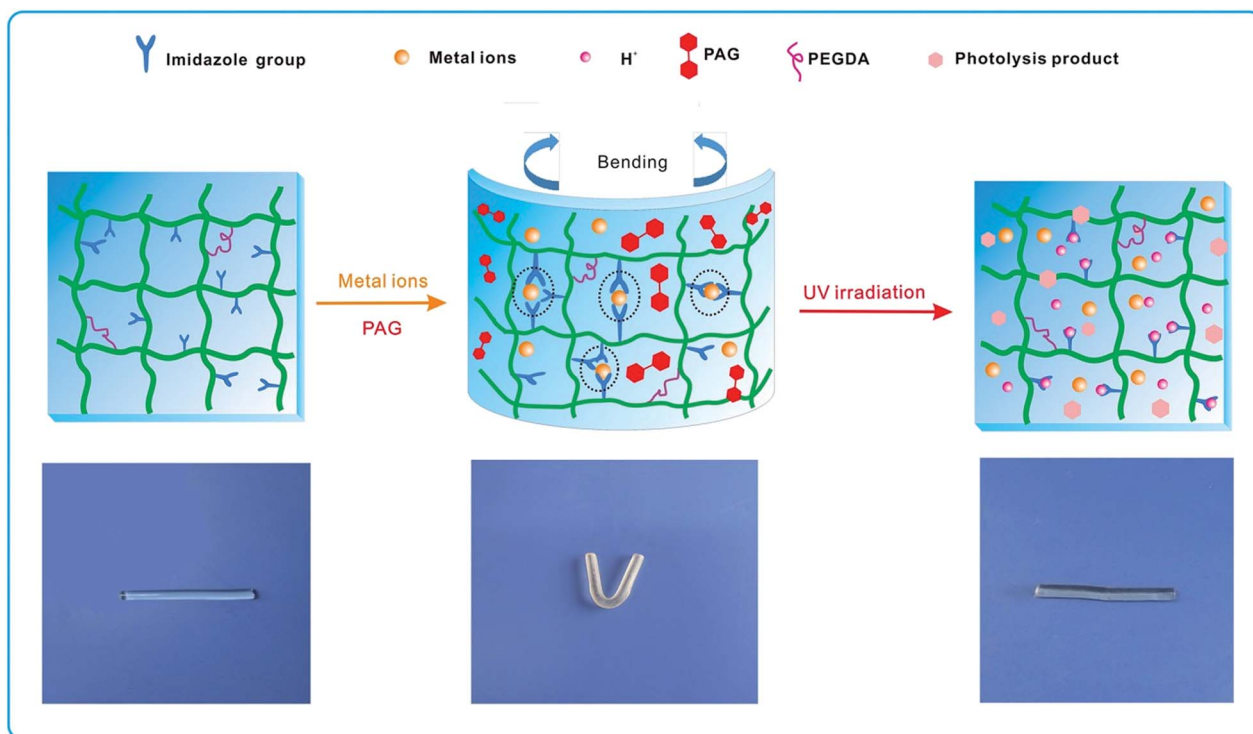 Imidazole group
Metal ions
H⁺
PAG
PEGDA
Photolysis product
Bending
Metal ions
PAG
UV irradiation